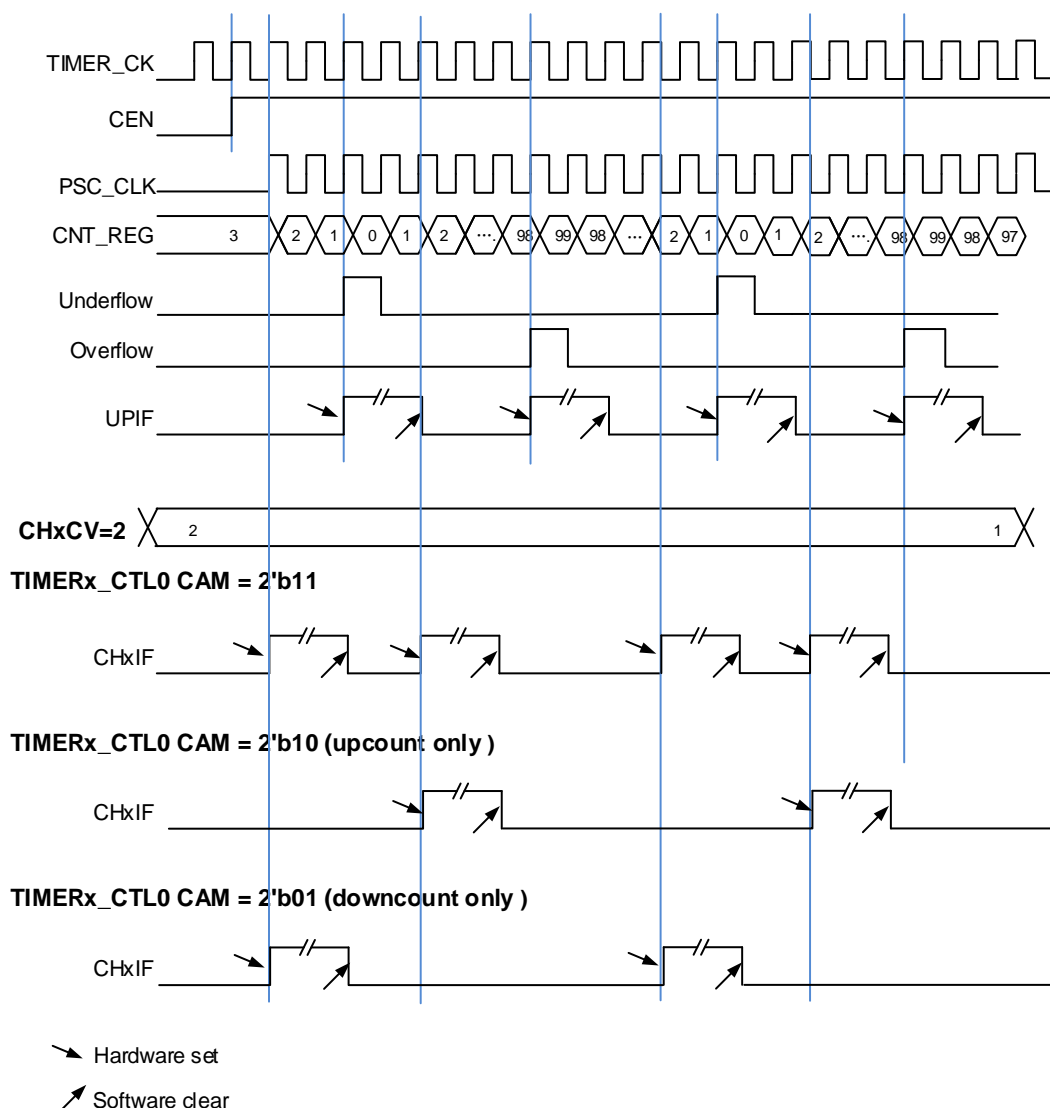 TIMER_CK
CEN
PSC_CLK
CNT_REG 3 2 1 0 1 2 .... 98 99 98 ... 2 1 0 1 2 .... 98 99 98 97
Underflow
Overflow
UPIF
CHxCV=2 2 1
TIMERx_CTL0 CAM = 2'b11
CHxIF
TIMERx_CTL0 CAM = 2'b10 (upcount only )
CHxIF
TIMERx_CTL0 CAM = 2'b01 (downcount only )
CHxIF
Hardware set
Software clear